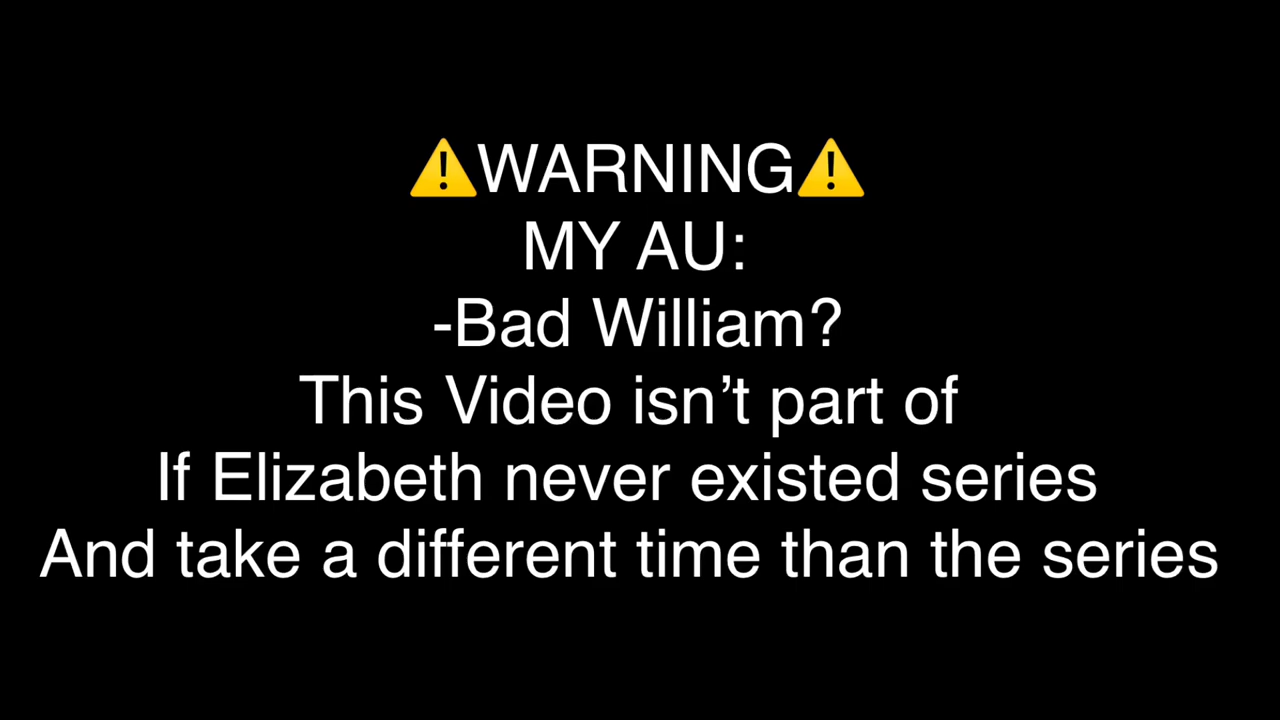 ⚠️WARNING⚠️
MY AU:
-Bad William?
This Video isn’t part of
If Elizabeth never existed series
And take a different time than the series